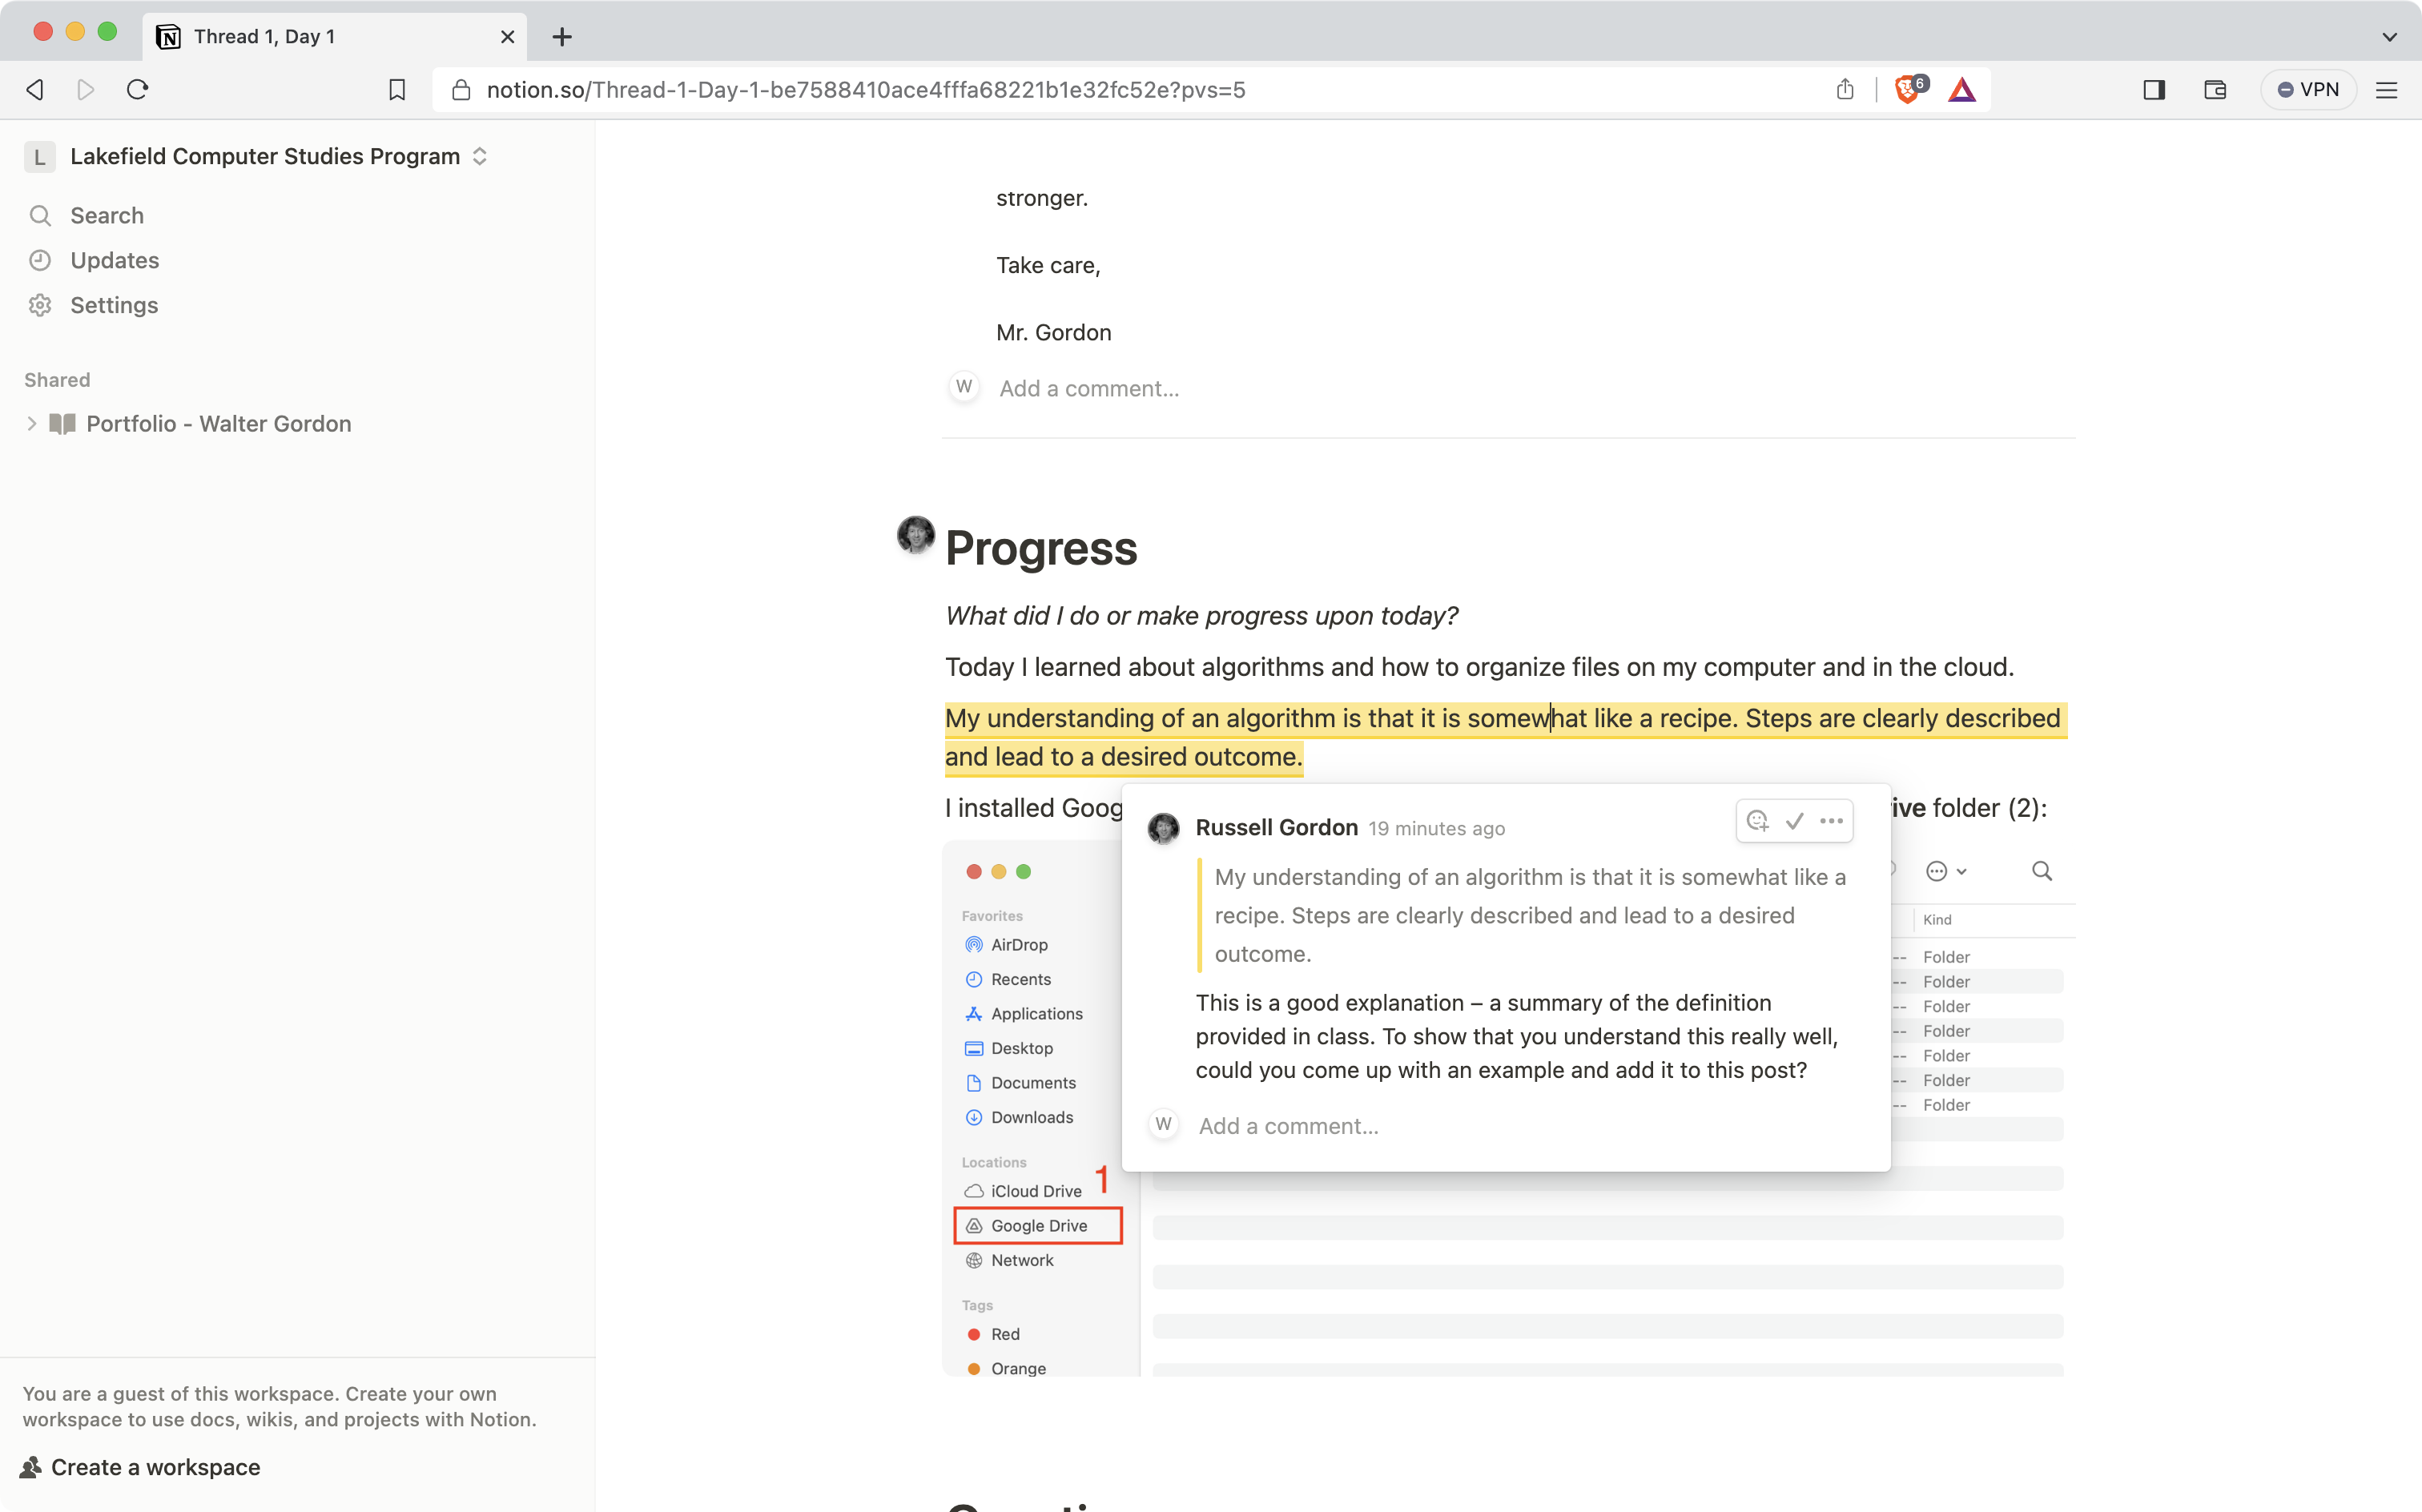 Thread 1, Day 1
notion.so/Thread-1-Day-1-be7588410ace4fffa68221b1e32fc52e?pvs=5
6
VPN
L
Lakefield Computer Studies Program
Search
Updates
Settings
Shared
Portfolio - Walter Gordon
You are a guest of this workspace. Create your own
workspace to use docs, wikis, and projects with Notion.
Create a workspace
stronger.
Take care,
Mr. Gordon
W
Add a comment...
Progress
What did I do or make progress upon today?
Today I learned about algorithms and how to organize files on my computer and in the cloud.
My understanding of an algorithm is that it is somewhat like a recipe. Steps are clearly described
and lead to a desired outcome.
I installed Goog
ive folder (2):
Russell Gordon 19 minutes ago
My understanding of an algorithm is that it is somewhat like a
recipe. Steps are clearly described and lead to a desired
outcome.
This is a good explanation – a summary of the definition
provided in class. To show that you understand this really well,
could you come up with an example and add it to this post?
W
Add a comment...
Favorites
AirDrop
Recents
Applications
Desktop
Documents
Downloads
Locations
iCloud Drive
1
Google Drive
Network
Tags
Red
Orange
Kind
-- Folder
-- Folder
-- Folder
-- Folder
-- Folder
-- Folder
-- Folder